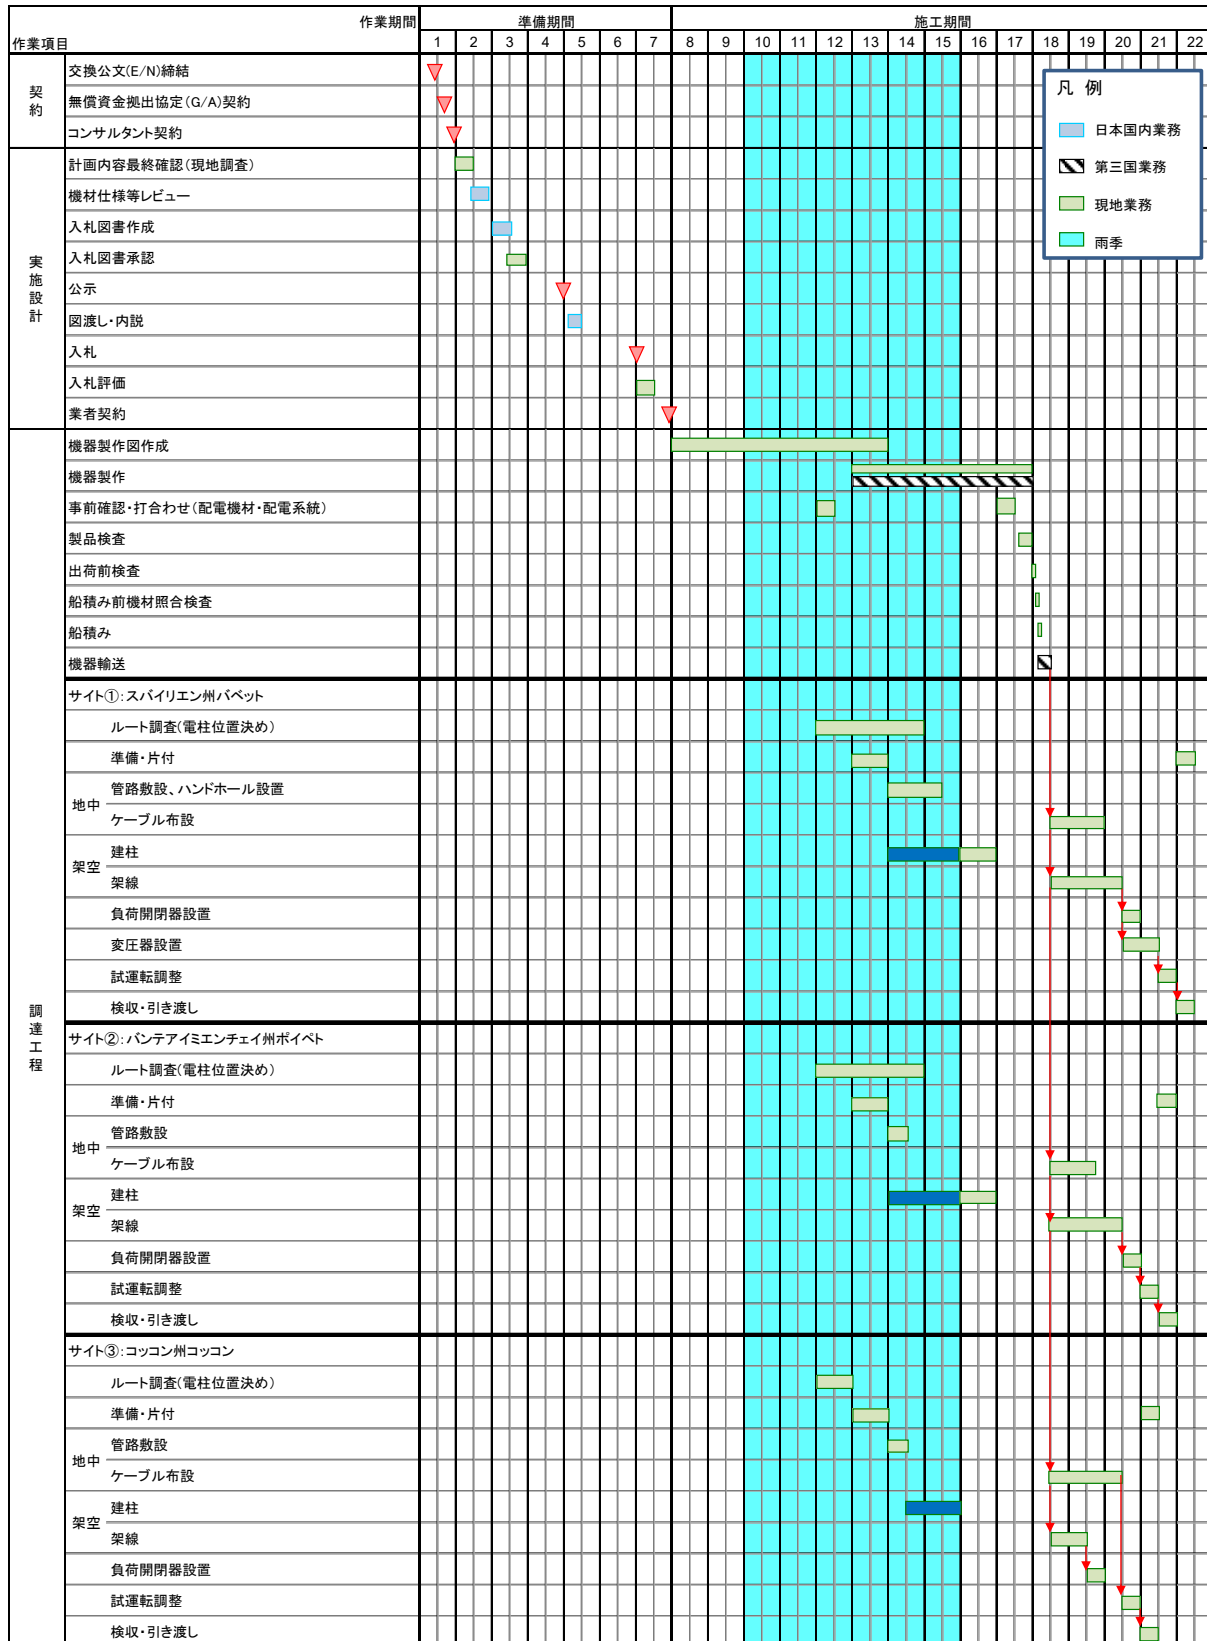 作業期間 準備期間 施工期間
作業項目 1 2 3 4 5 6 7 8 9 10 11 12 13 14 15 16 17 18 19 20 21 22
契約
交換公文(E/N)締結
無償資金拠出協定(G/A)契約
コンサルタント契約
凡 例
日本国内業務
第三国業務
現地業務
雨季
実施設計
計画内容最終確認(現地調査)
機材仕様等レビュー
入札図書作成
入札図書承認
公示
図渡し・内説
入札
入札評価
業者契約
調達工程
機器製作図作成
機器製作
事前確認・打合わせ(配電機材・配電系統)
製品検査
出荷前検査
船積み前機材照合検査
船積み
機器輸送
サイト①:スバイリエン州バベット
ルート調査(電柱位置決め)
準備・片付
地中
管路敷設、ハンドホール設置
ケーブル布設
架空
建柱
架線
負荷開閉器設置
変圧器設置
試運転調整
検収・引き渡し
サイト②:バンテアイミエンチェイ州ポイペト
ルート調査(電柱位置決め)
準備・片付
地中
管路敷設
ケーブル布設
架空
建柱
架線
負荷開閉器設置
試運転調整
検収・引き渡し
サイト③:コッコン州コッコン
ルート調査(電柱位置決め)
準備・片付
地中
管路敷設
ケーブル布設
架空
建柱
架線
負荷開閉器設置
試運転調整
検収・引き渡し